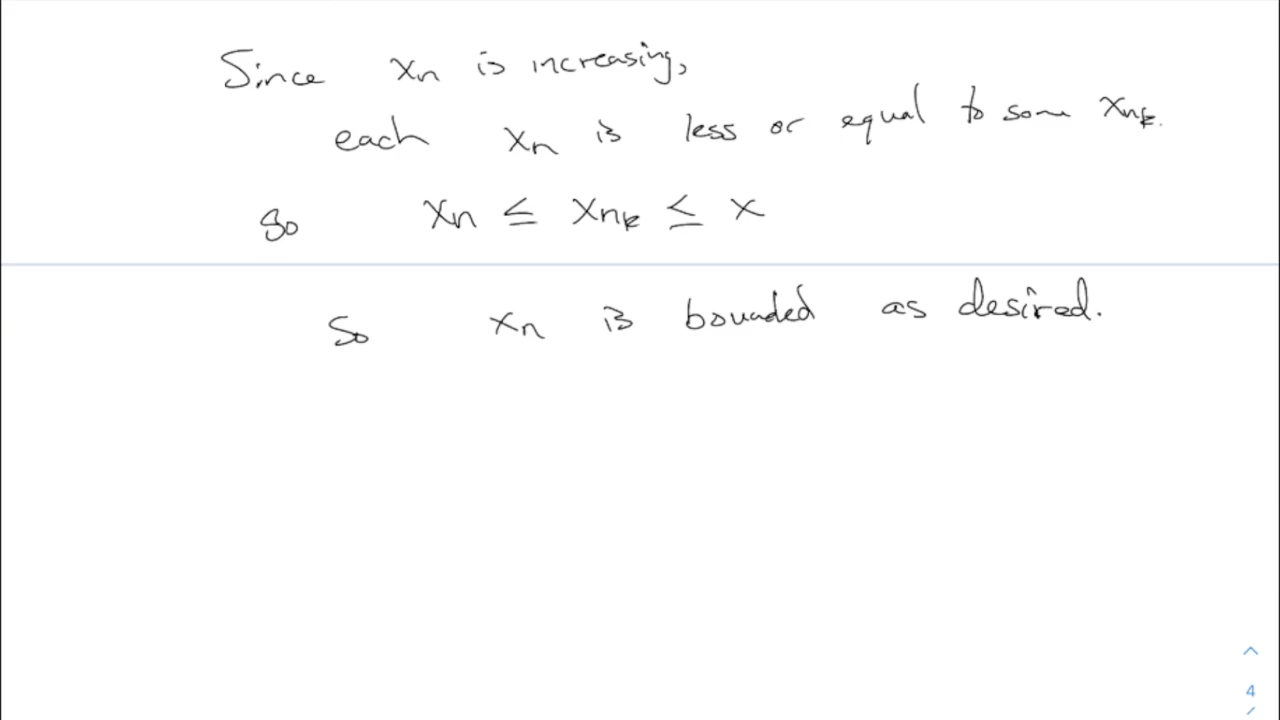 Since xn is increasing,
each xn is less or equal to some xnk.
So xn ≤ xnk ≤ x
So xn is bounded as desired.
4